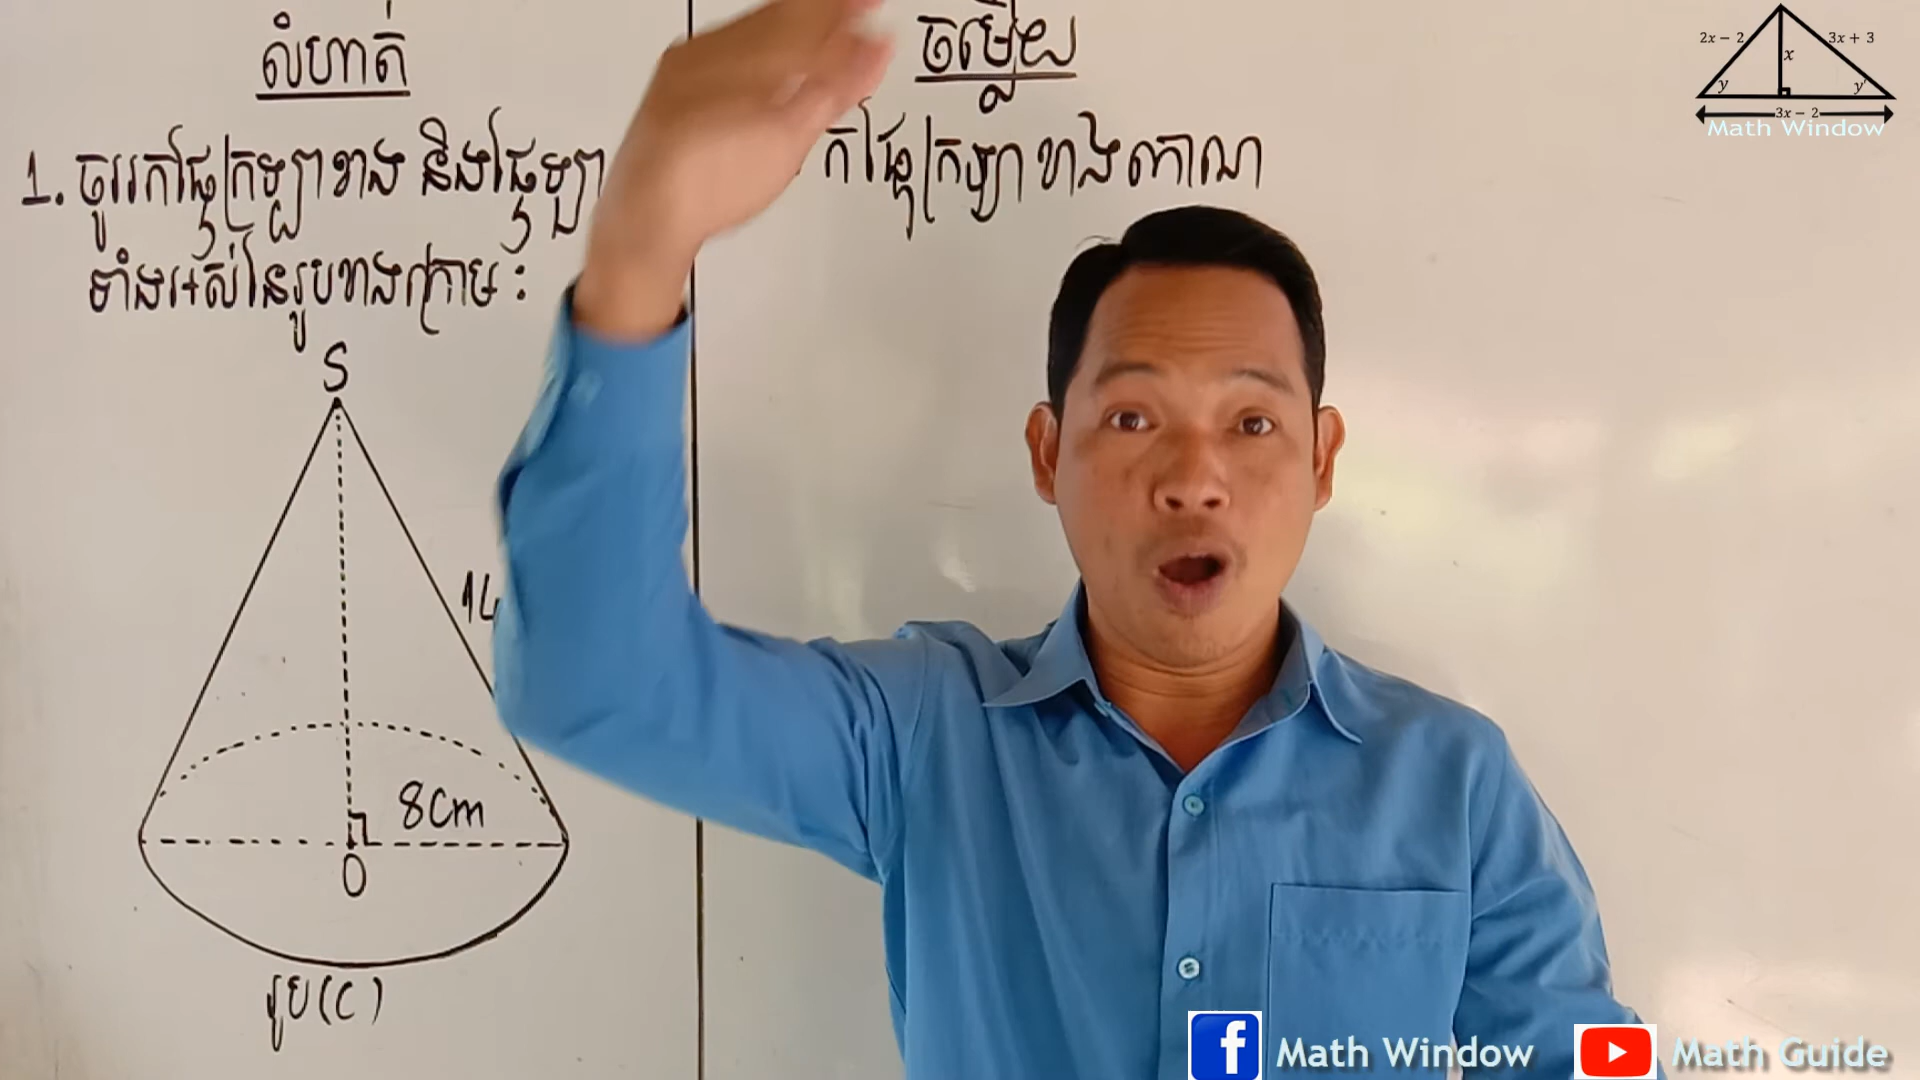 លំហាត់
1. ចូររកផ្ទៃក្រឡាខាង និងផ្ទៃក្រឡា
ទាំងអស់នៃរូបខាងក្រោម ៖
S
14
8cm
O
រូប(C)
ចម្លើយ
កផ្ទៃក្រឡាខាងកោណ
2x − 2
3x + 3
x
y
y'
3x − 2
Math Window
Math Window
Math Guide